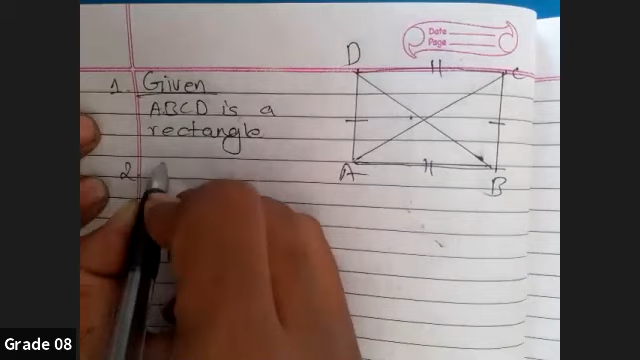 Date
Page
D
C
1. Given
ABCD is a
rectangle
2.
A
B
Grade 08